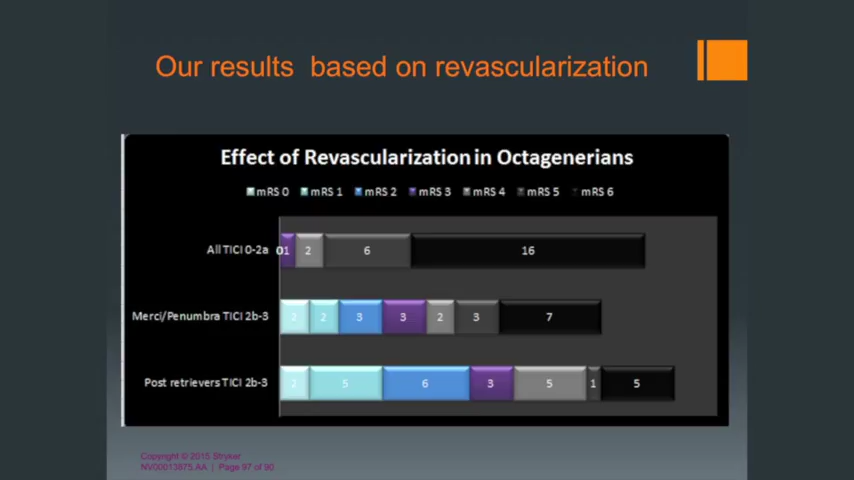 Our results based on revascularization
Effect of Revascularization in Octagenerians
mRS 0 mRS 1 mRS 2 mRS 3 mRS 4 mRS 5 mRS 6
All TICI 0-2a 0 1 2 6 16
Merci/Penumbra TICI 2b-3 2 2 3 3 2 3 7
Post retrievers TICI 2b-3 2 5 6 3 5 1 5
Copyright © 2015 Stryker
NV00013875.AA | Page 97 of 90